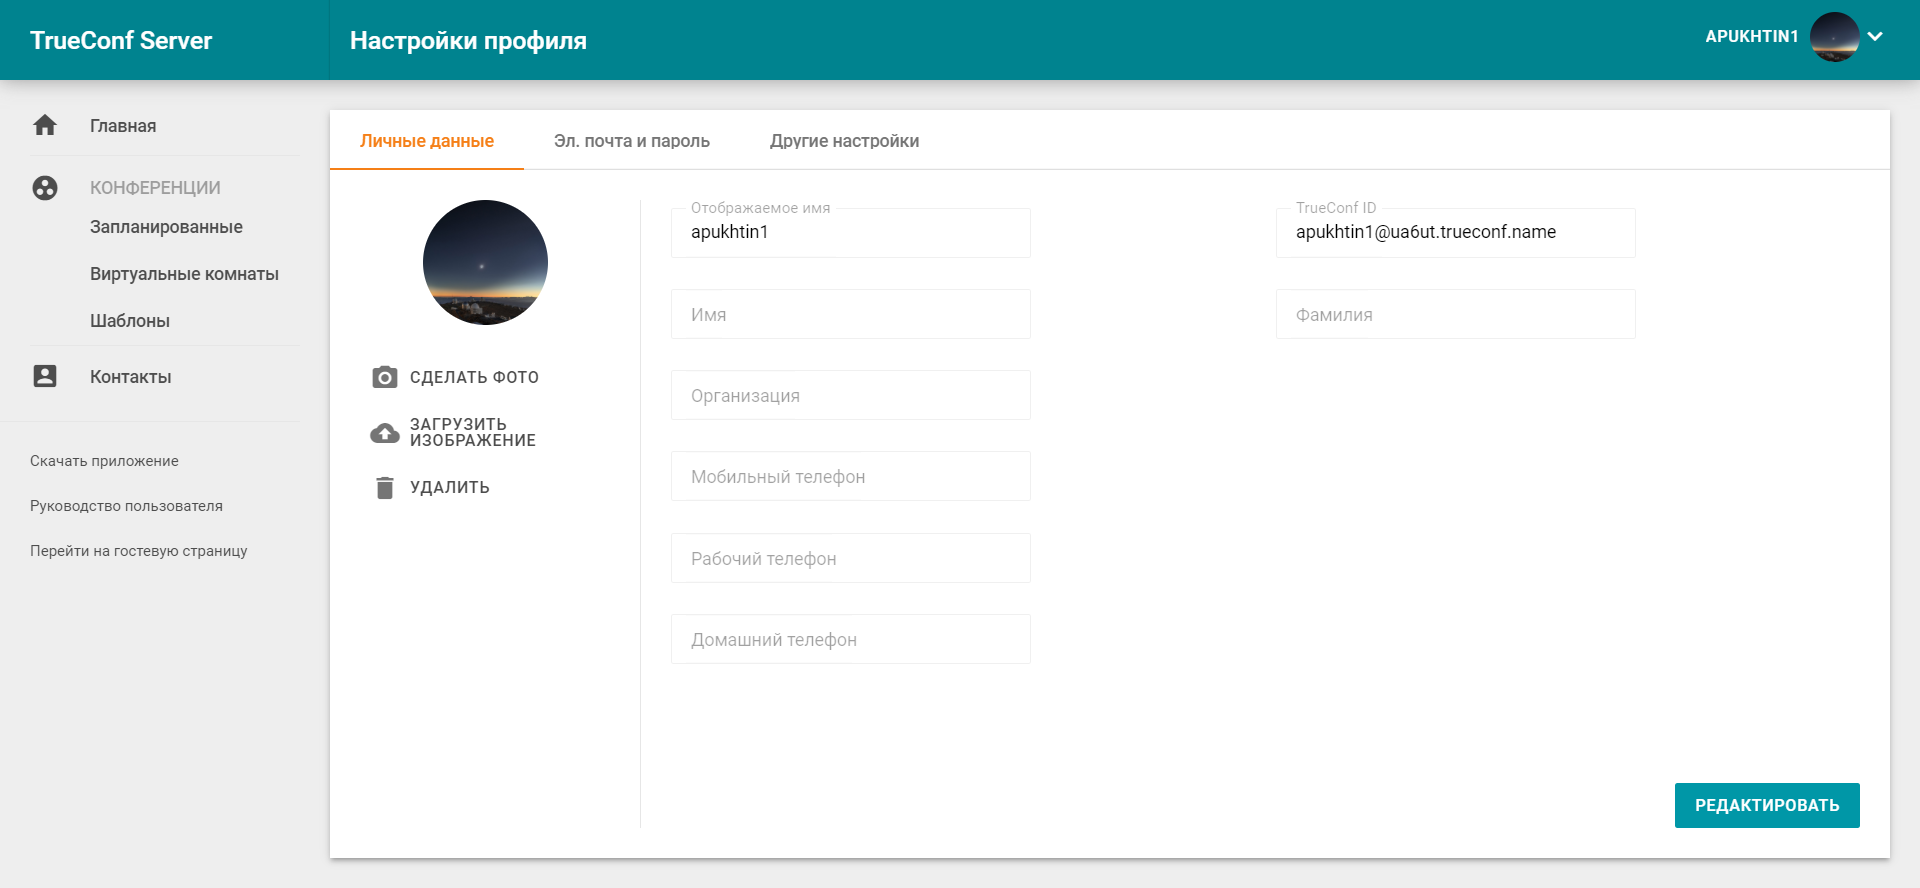 TrueConf Server
Настройки профиля
APUKHTIN1
Главная
КОНФЕРЕНЦИИ
Запланированные
Виртуальные комнаты
Шаблоны
Контакты
Скачать приложение
Руководство пользователя
Перейти на гостевую страницу
Личные данные
Эл. почта и пароль
Другие настройки
СДЕЛАТЬ ФОТО
ЗАГРУЗИТЬ
ИЗОБРАЖЕНИЕ
УДАЛИТЬ
Отображаемое имя
apukhtin1
TrueConf ID
apukhtin1@ua6ut.trueconf.name
Имя
Фамилия
Организация
Мобильный телефон
Рабочий телефон
Домашний телефон
РЕДАКТИРОВАТЬ